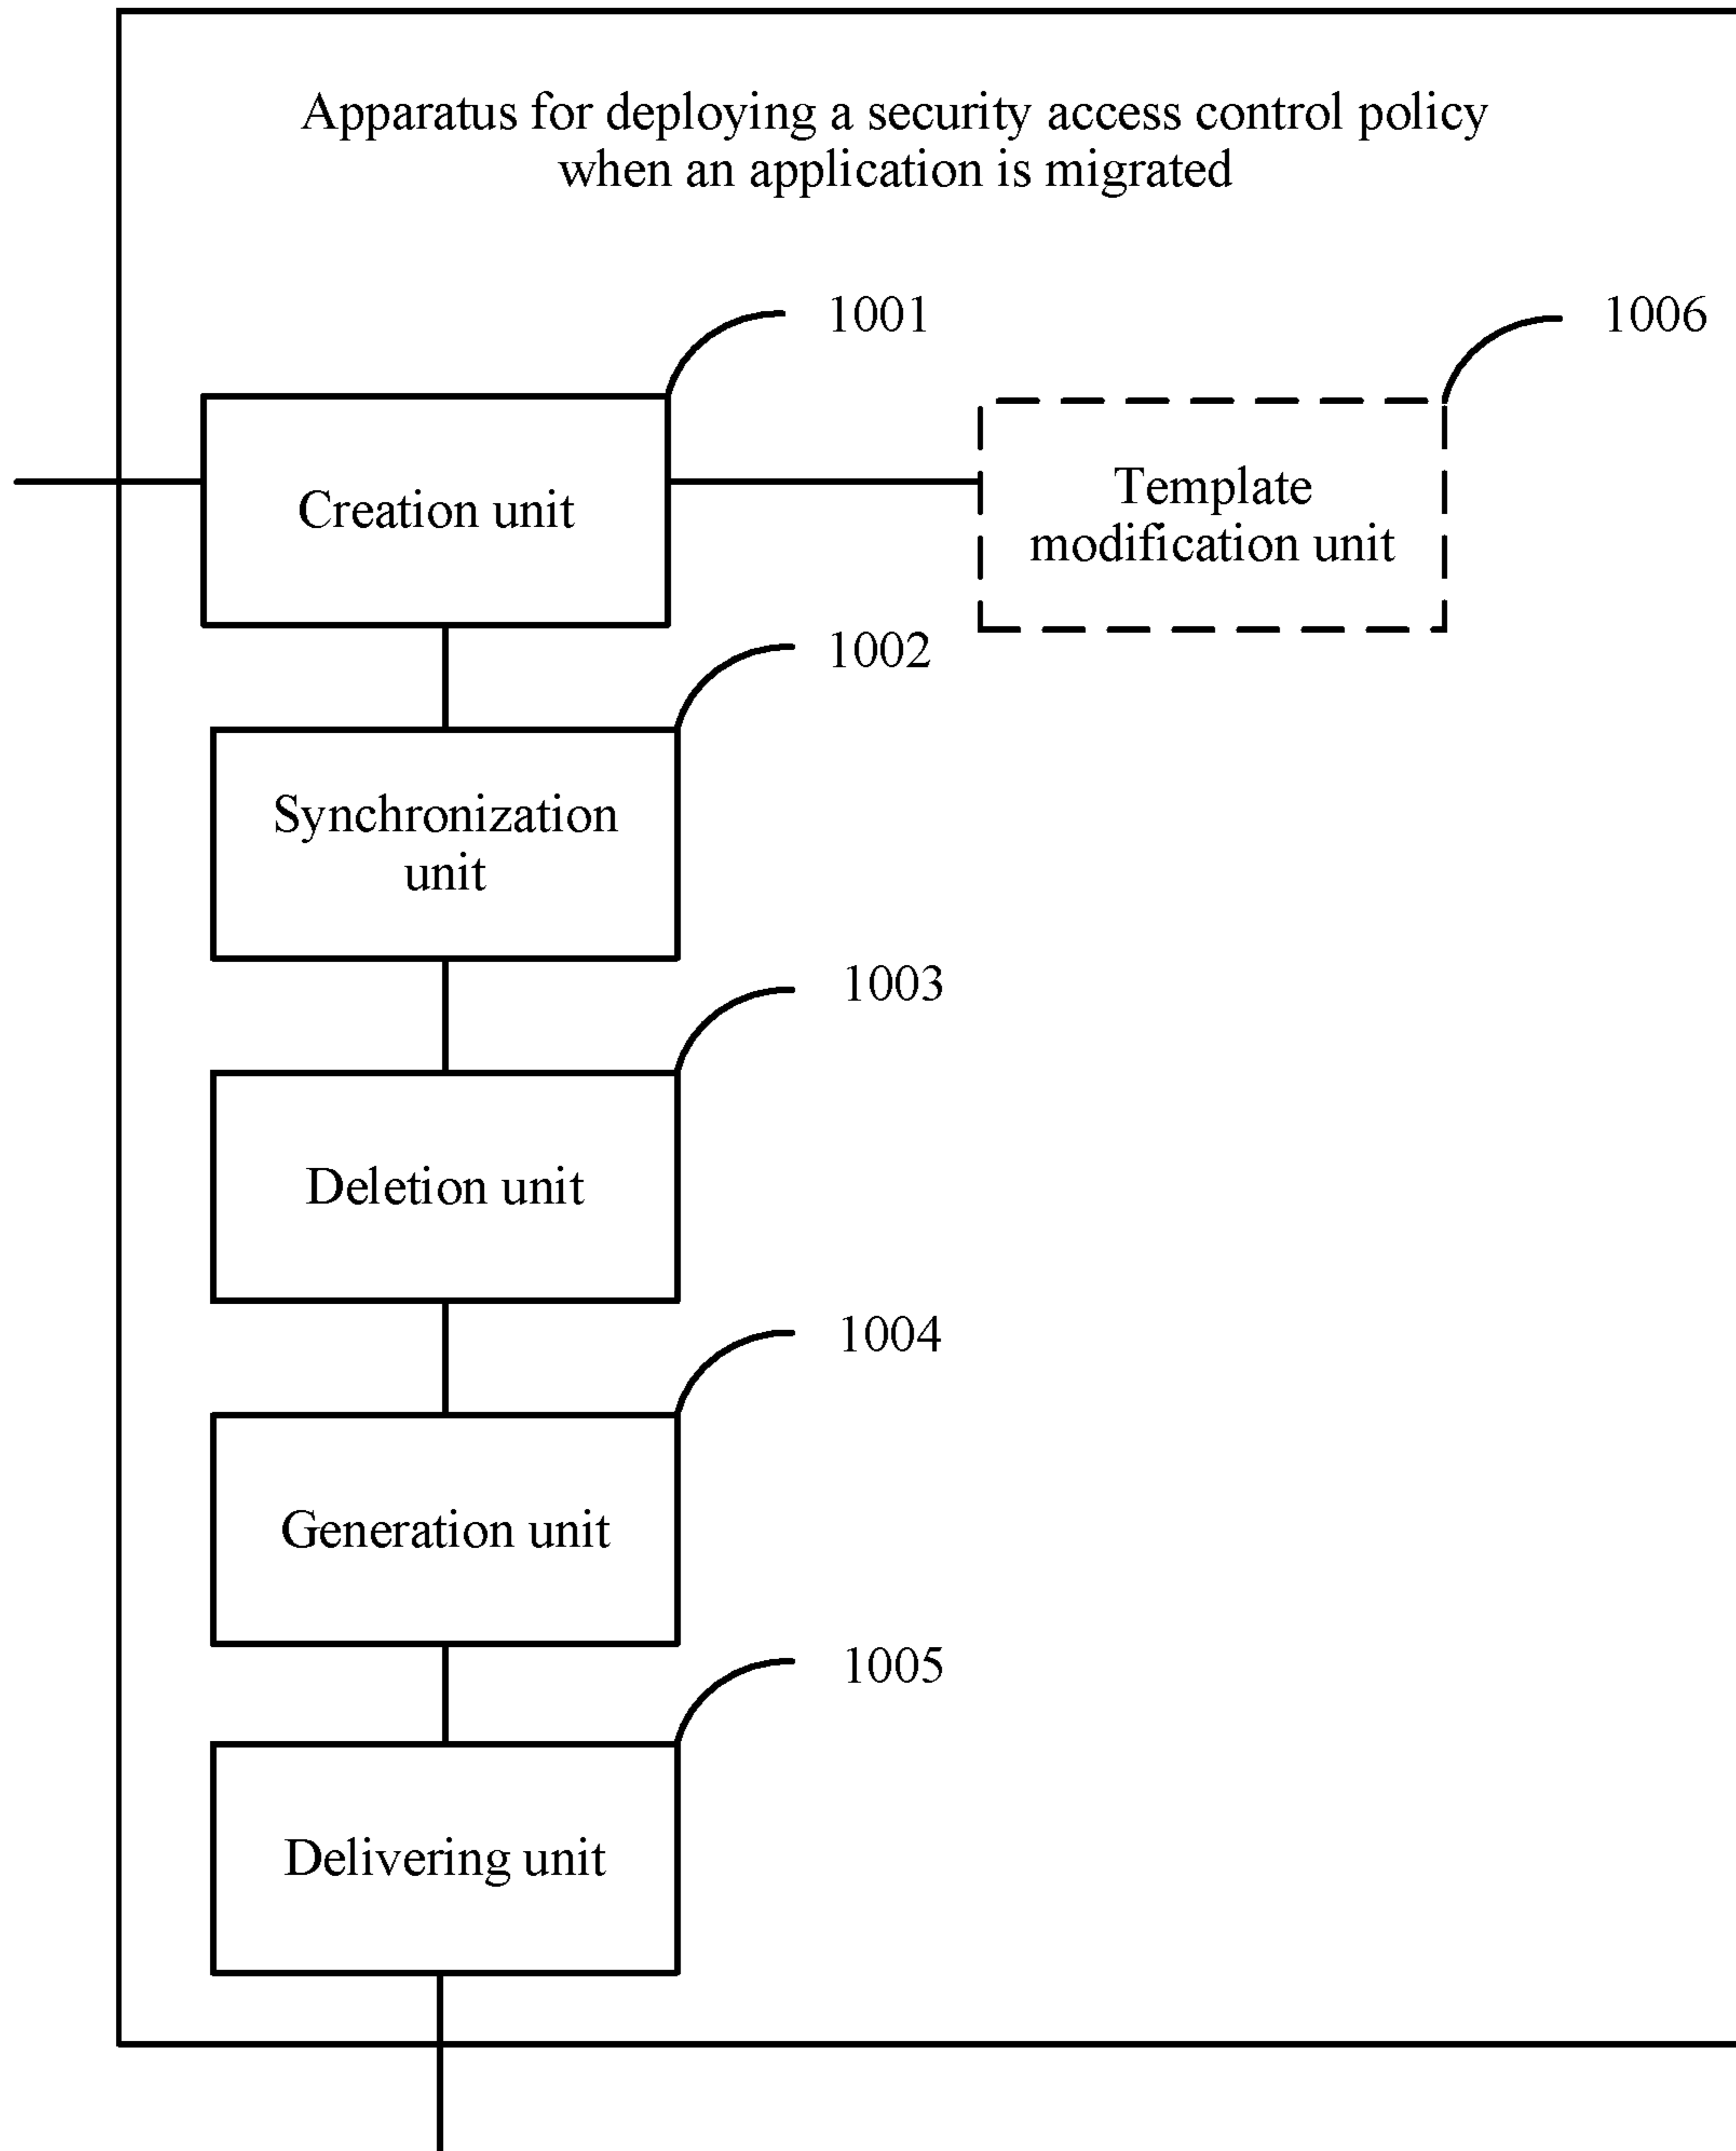 Apparatus for deploying a security access control policy
when an application is migrated
1001
1006
Creation unit
Template
modification unit
1002
Synchronization
unit
1003
Deletion unit
1004
Generation unit
1005
Delivering unit